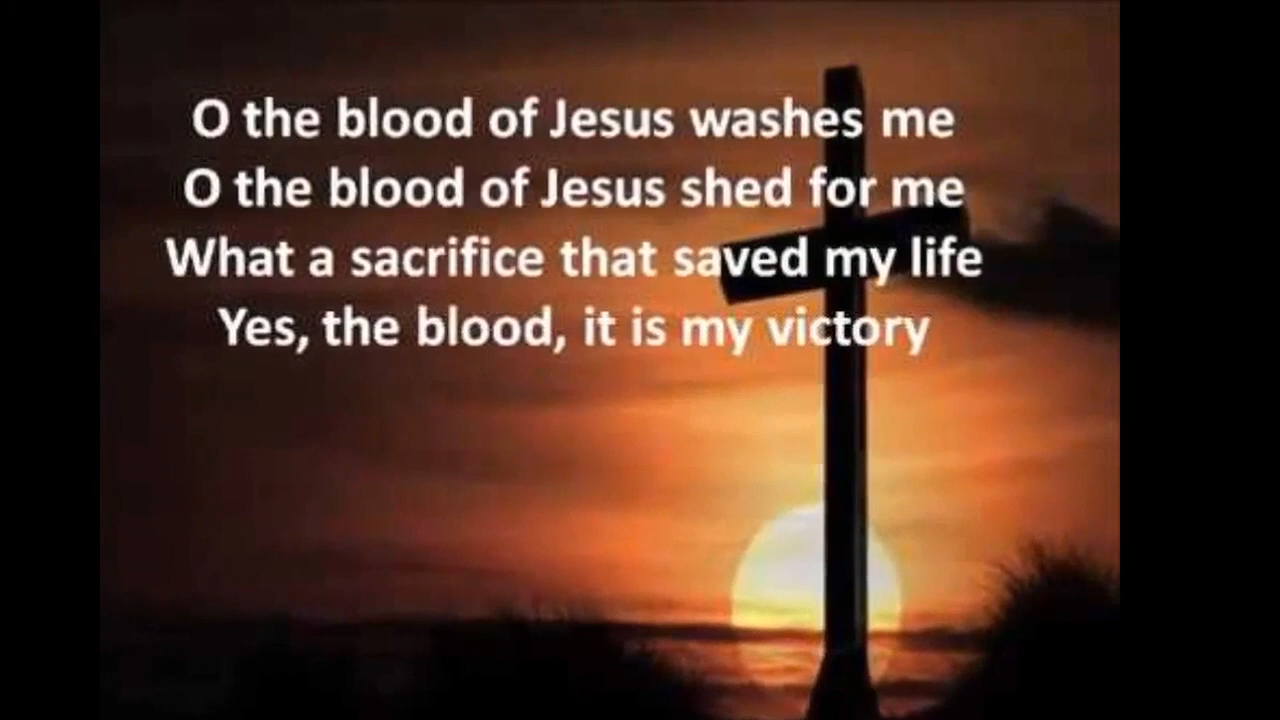 O the blood of Jesus washes me
O the blood of Jesus shed for me
What a sacrifice that saved my life
Yes, the blood, it is my victory